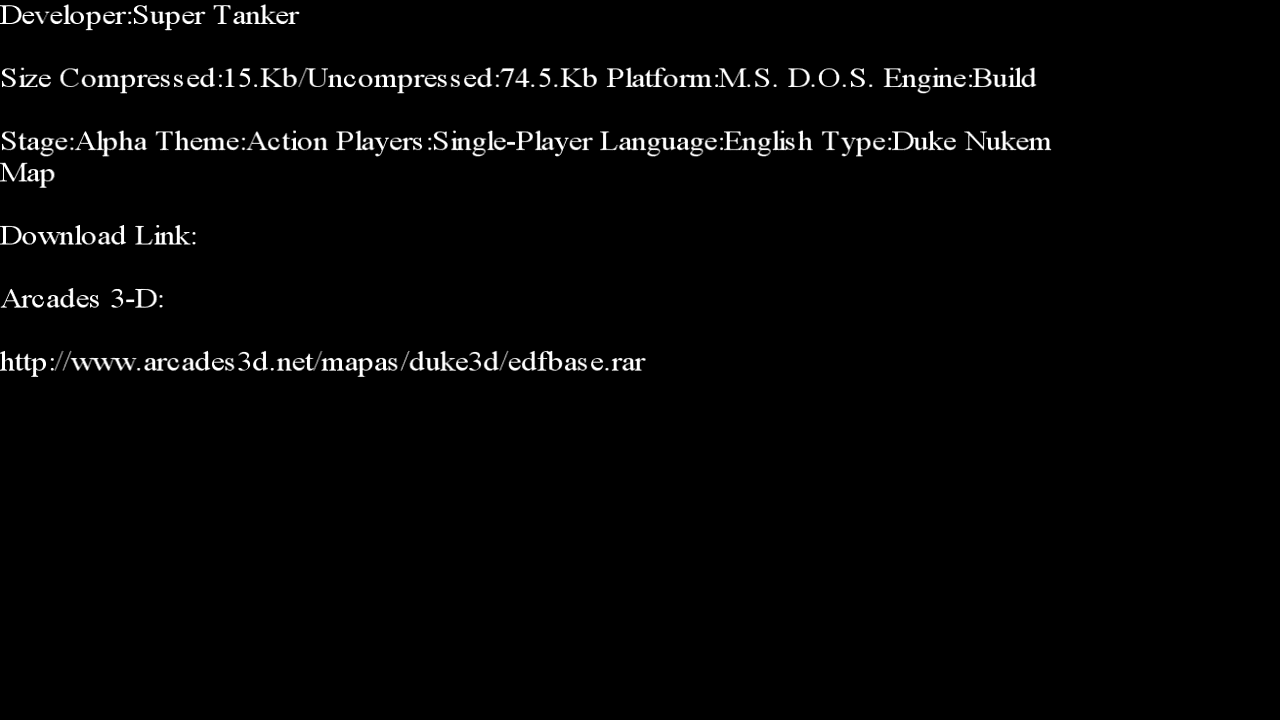 Developer:Super Tanker
Size Compressed:15.Kb/Uncompressed:74.5.Kb Platform:M.S. D.O.S. Engine:Build
Stage:Alpha Theme:Action Players:Single-Player Language:English Type:Duke Nukem
Map
Download Link:
Arcades 3-D:
http://www.arcades3d.net/mapas/duke3d/edfbase.rar